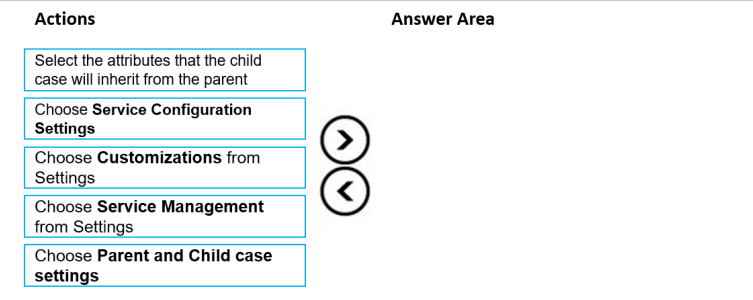 Actions
Answer Area
Select the attributes that the child
case will inherit from the parent
Choose Service Configuration
Settings
Choose Customizations from
Settings
Choose Service Management
from Settings
Choose Parent and Child case
settings